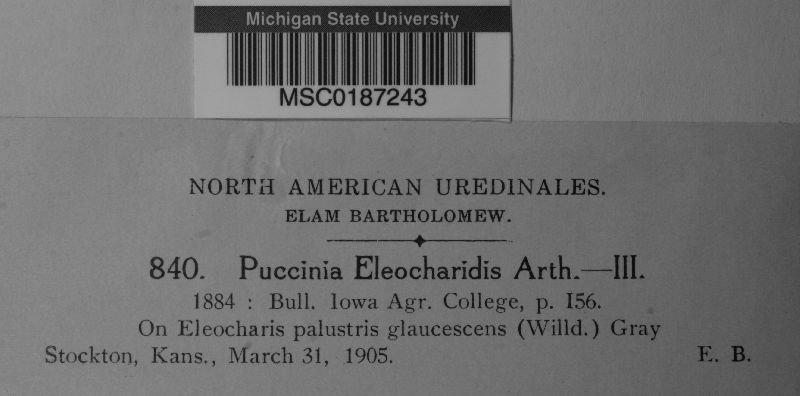 Michigan State University
MSC0187243
NORTH AMERICAN UREDINALES.
ELAM BARTHOLOMEW.
840. Puccinia Eleocharidis Arth.—III.
1884 : Bull. Iowa Agr. College, p. 156.
On Eleocharis palustris glaucescens (Willd.) Gray
Stockton, Kans., March 31, 1905. E. B.